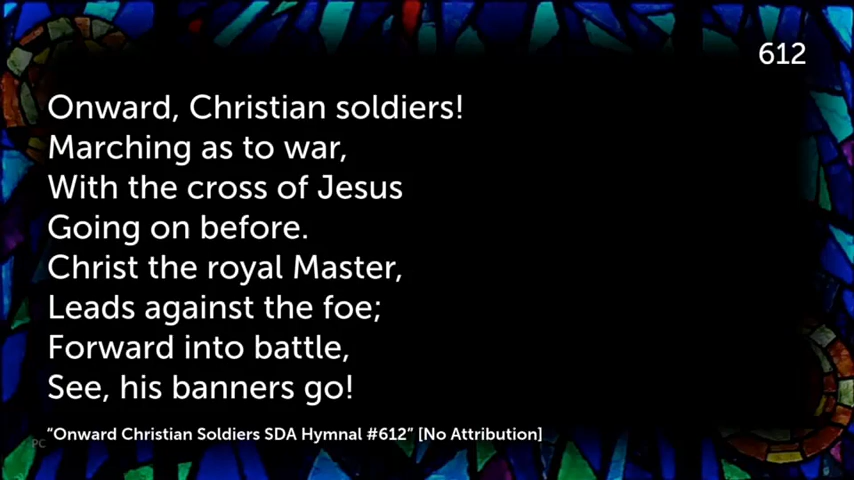 612
Onward, Christian soldiers!
Marching as to war,
With the cross of Jesus
Going on before.
Christ the royal Master,
Leads against the foe;
Forward into battle,
See, his banners go!
“Onward Christian Soldiers SDA Hymnal #612” [No Attribution]
PC